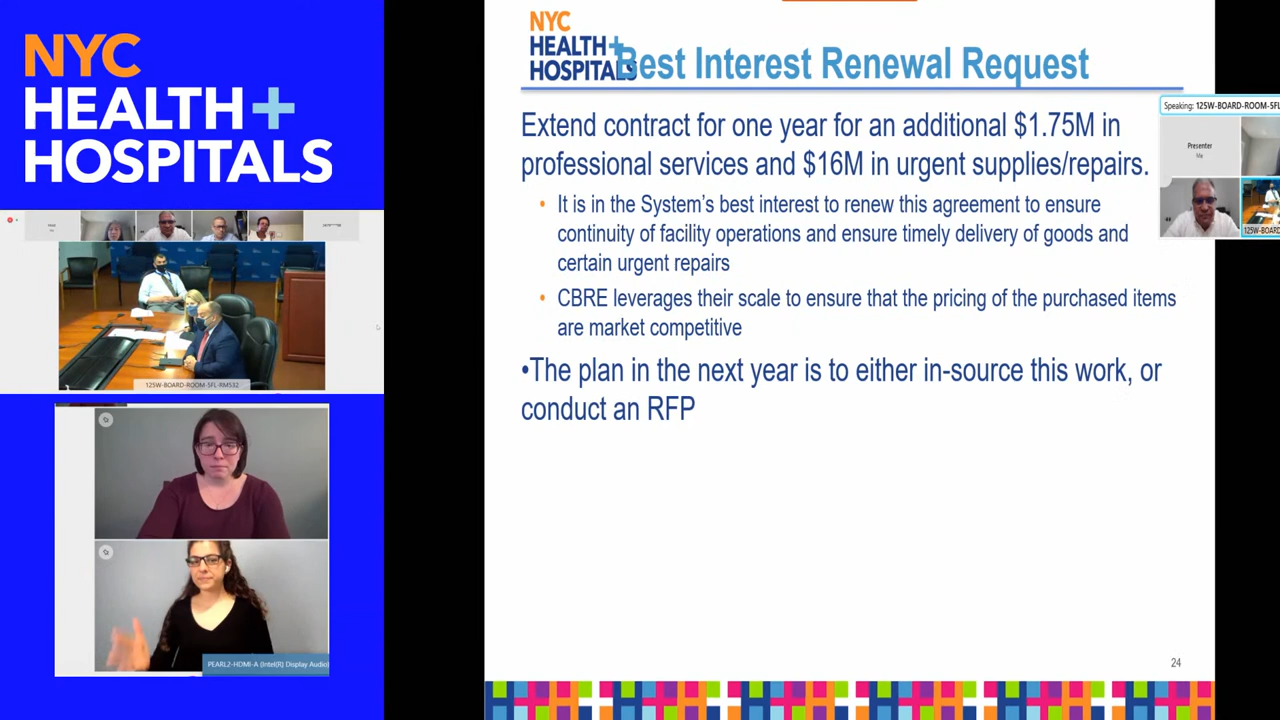 NYC
HEALTH+
HOSPITALS
125W-BOARD-ROOM-5FL-RM532
PEARL2-HDMI-A (Intel(R) Display Audio)
NYC
HEALTH+
HOSPITALS
Best Interest Renewal Request
Extend contract for one year for an additional $1.75M in
professional services and $16M in urgent supplies/repairs.
• It is in the System’s best interest to renew this agreement to ensure
continuity of facility operations and ensure timely delivery of goods and
certain urgent repairs
• CBRE leverages their scale to ensure that the pricing of the purchased items
are market competitive
•The plan in the next year is to either in-source this work, or
conduct an RFP
24
Speaking: 125W-BOARD-ROOM-5FL
Presenter
Me
125W-BOARD